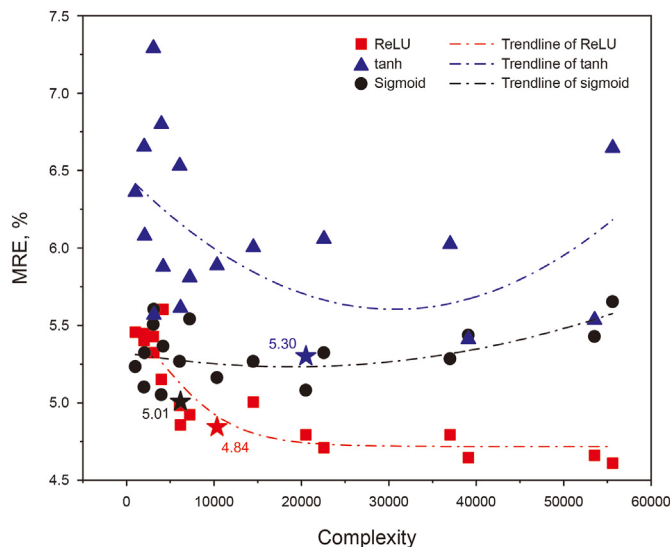 7.5
7.0
6.5
6.0
5.5
5.0
4.5
MRE, %
ReLU
tanh
Sigmoid
Trendline of ReLU
Trendline of tanh
Trendline of sigmoid
5.30
5.01
4.84
0
10000
20000
30000
40000
50000
60000
Complexity